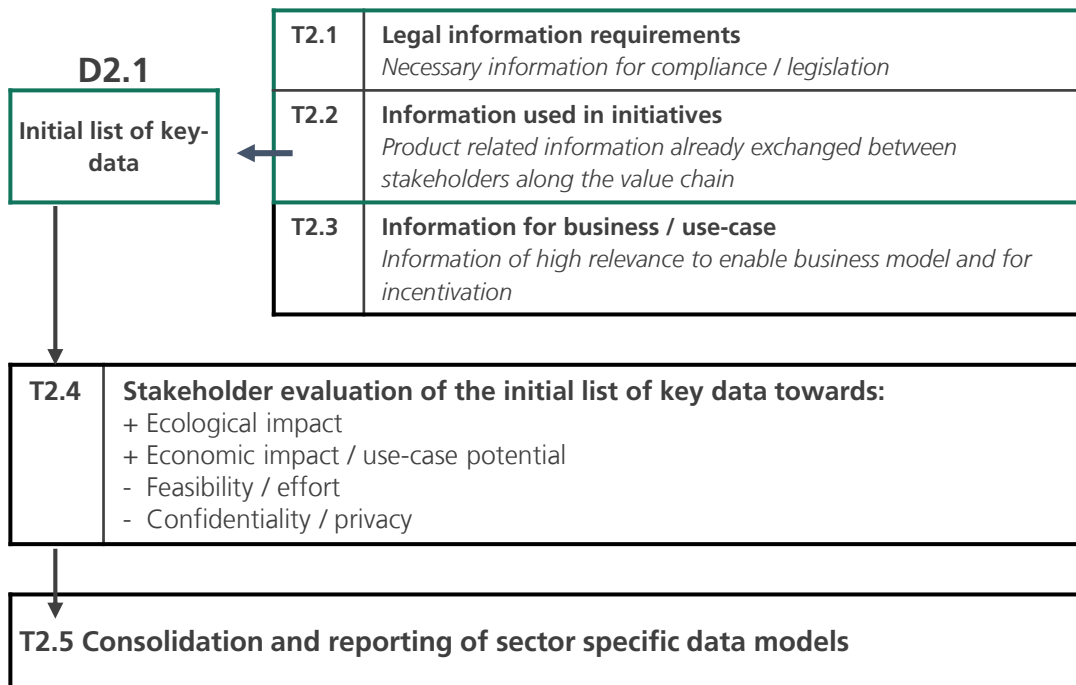 D2.1
Initial list of key-
data
T2.1 Legal information requirements
Necessary information for compliance / legislation
T2.2 Information used in initiatives
Product related information already exchanged between
stakeholders along the value chain
T2.3 Information for business / use-case
Information of high relevance to enable business model and for
incentivation
T2.4 Stakeholder evaluation of the initial list of key data towards:
+ Ecological impact
+ Economic impact / use-case potential
- Feasibility / effort
- Confidentiality / privacy
T2.5 Consolidation and reporting of sector specific data models